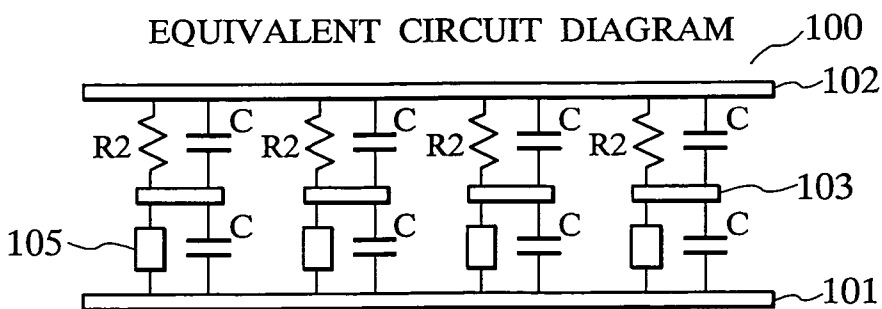 EQUIVALENT CIRCUIT DIAGRAM
100
102
R2 C R2 C R2 C R2 C
103
105 C C C C
101